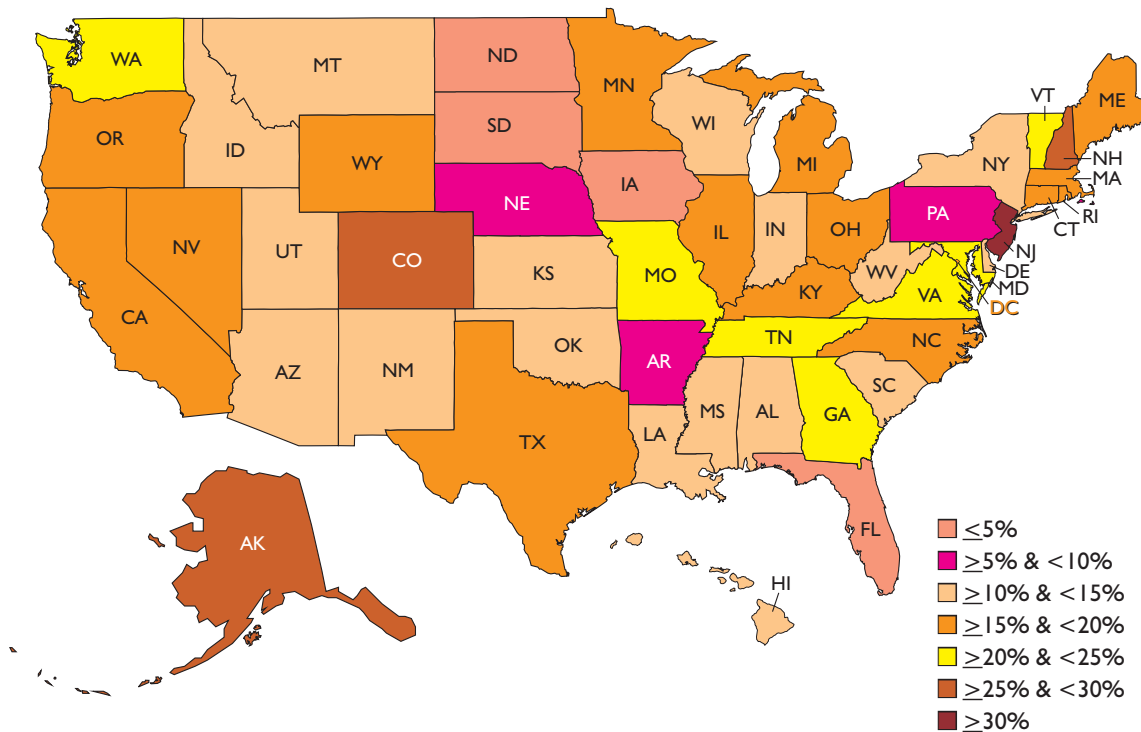 WA
MT
ND
MN
VT
ME
OR
ID
SD
WI
MI
NY
NH
MA
WY
IA
NE
PA
RI
CT
NV
UT
CO
IL
IN
OH
NJ
KS
MO
WV
DE
MD
CA
KY
VA
DC
AZ
NM
OK
AR
TN
NC
SC
TX
LA
MS
AL
GA
FL
AK
HI
<5%
>5% & <10%
>10% & <15%
>15% & <20%
>20% & <25%
>25% & <30%
>30%